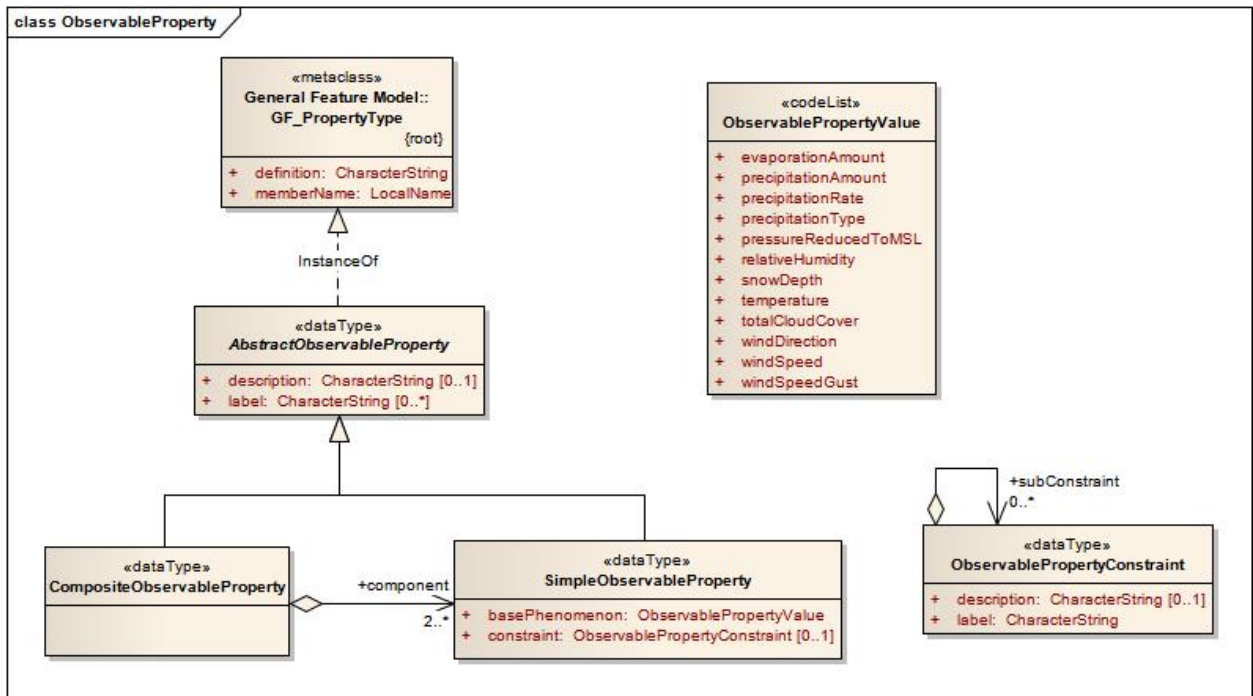 class ObservableProperty
«metaclass»
General Feature Model::
GF_PropertyType
{root}
+ definition: CharacterString
+ memberName: LocalName
InstanceOf
«dataType»
AbstractObservableProperty
+ description: CharacterString [0..1]
+ label: CharacterString [0..*]
«codeList»
ObservablePropertyValue
+ evaporationAmount
+ precipitationAmount
+ precipitationRate
+ precipitationType
+ pressureReducedToMSL
+ relativeHumidity
+ snowDepth
+ temperature
+ totalCloudCover
+ windDirection
+ windSpeed
+ windSpeedGust
«dataType»
CompositeObservableProperty
+component
2..*
«dataType»
SimpleObservableProperty
+ basePhenomenon: ObservablePropertyValue
+ constraint: ObservablePropertyConstraint [0..1]
+subConstraint
0..*
«dataType»
ObservablePropertyConstraint
+ description: CharacterString [0..1]
+ label: CharacterString